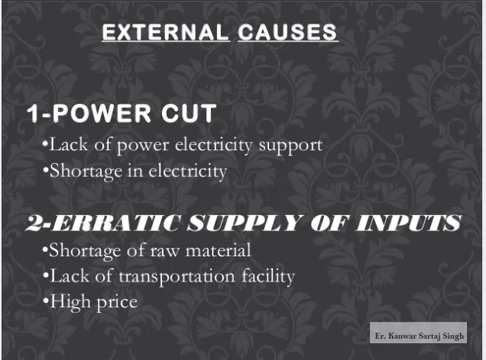 EXTERNAL CAUSES
1-POWER CUT
•Lack of power electricity support
•Shortage in electricity
2-ERRATIC SUPPLY OF INPUTS
•Shortage of raw material
•Lack of transportation facility
•High price
Er. Kanwar Sartaj Singh